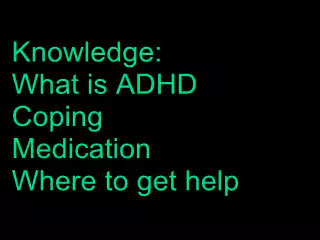 Knowledge:
What is ADHD
Coping
Medication
Where to get help